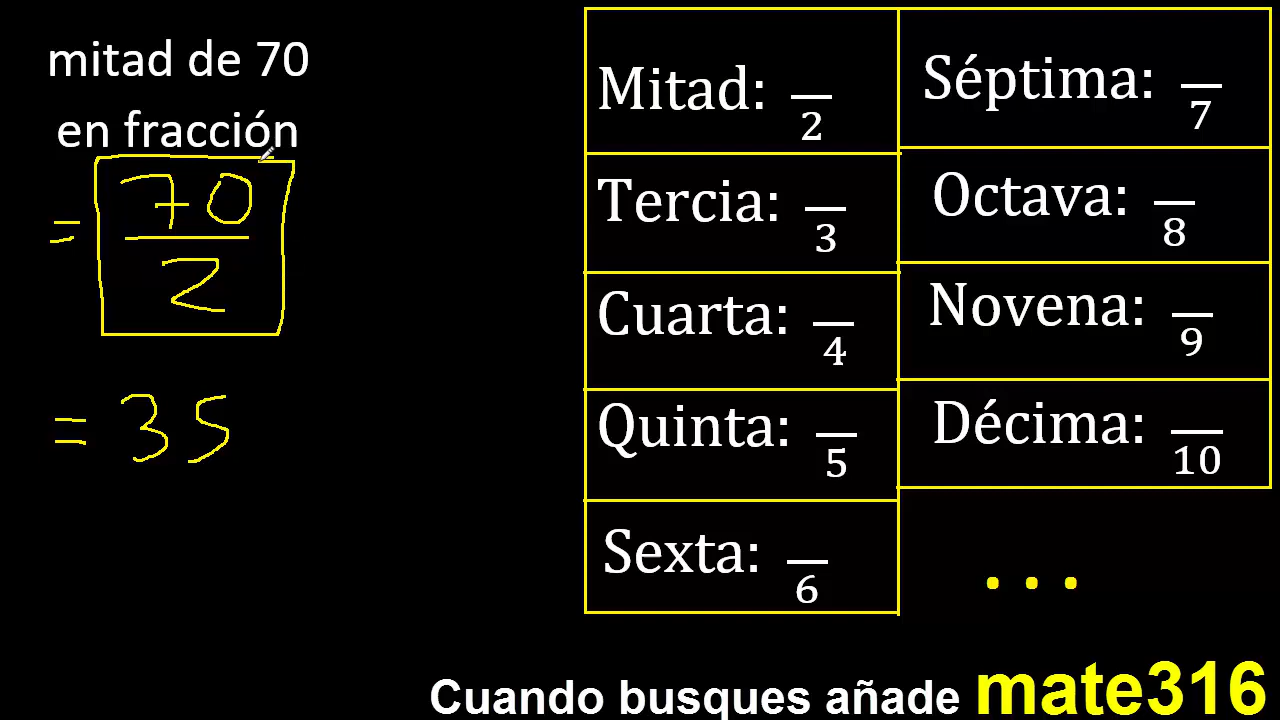 mitad de 70
en fracción
= 70
2
= 35
Mitad: —
2
Tercia: —
3
Cuarta: —
4
Quinta: —
5
Sexta: —
6
Séptima: —
7
Octava: —
8
Novena: —
9
Décima: —
10
...
Cuando busques añade mate316